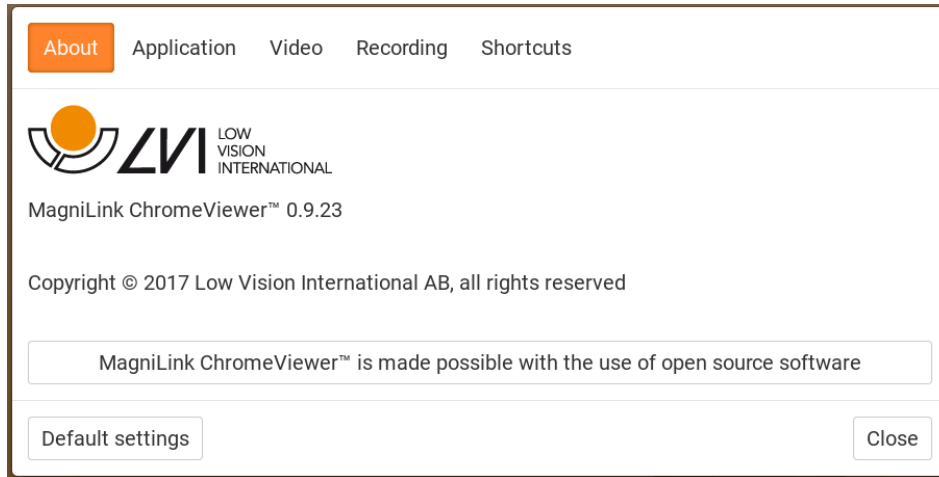 About Application Video Recording Shortcuts
LVI LOW
VISION
INTERNATIONAL
MagniLink ChromeViewer™ 0.9.23
Copyright © 2017 Low Vision International AB, all rights reserved
MagniLink ChromeViewer™ is made possible with the use of open source software
Default settings Close